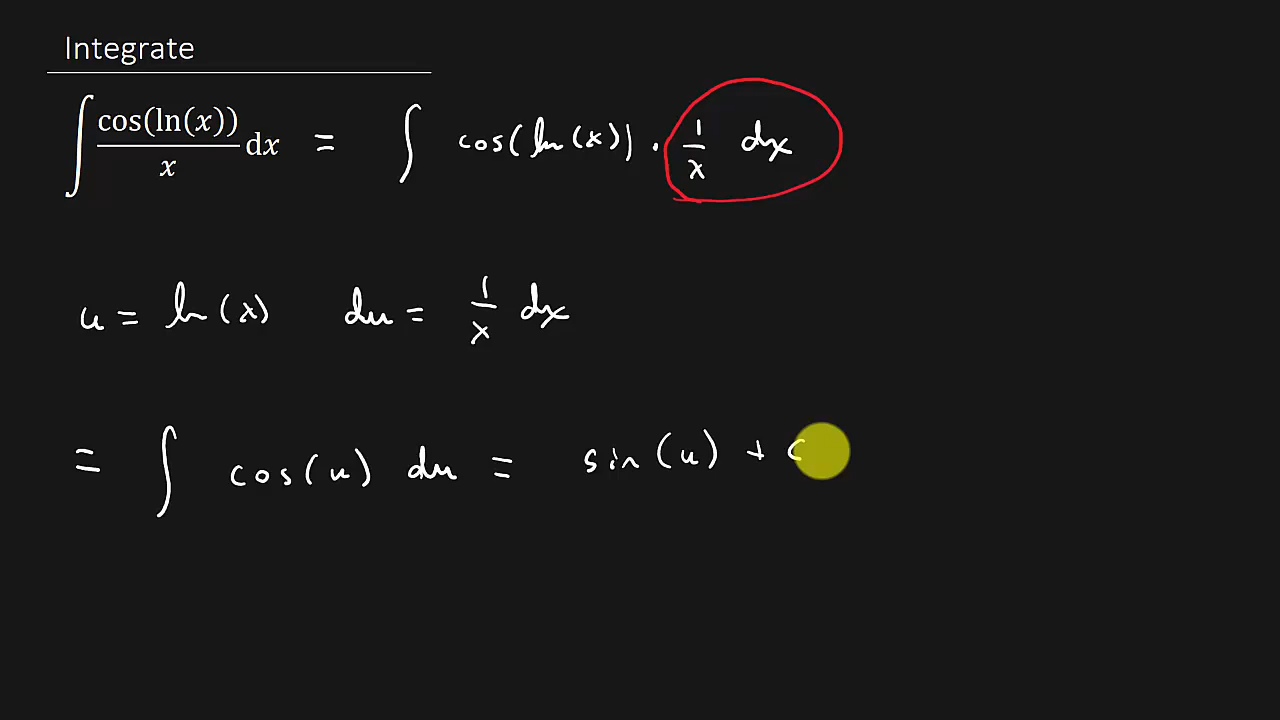 Integrate
∫ cos(ln(x))/x dx = ∫ cos(ln(x)) · 1/x dx
u = ln(x) du = 1/x dx
= ∫ cos(u) du = sin(u) + c